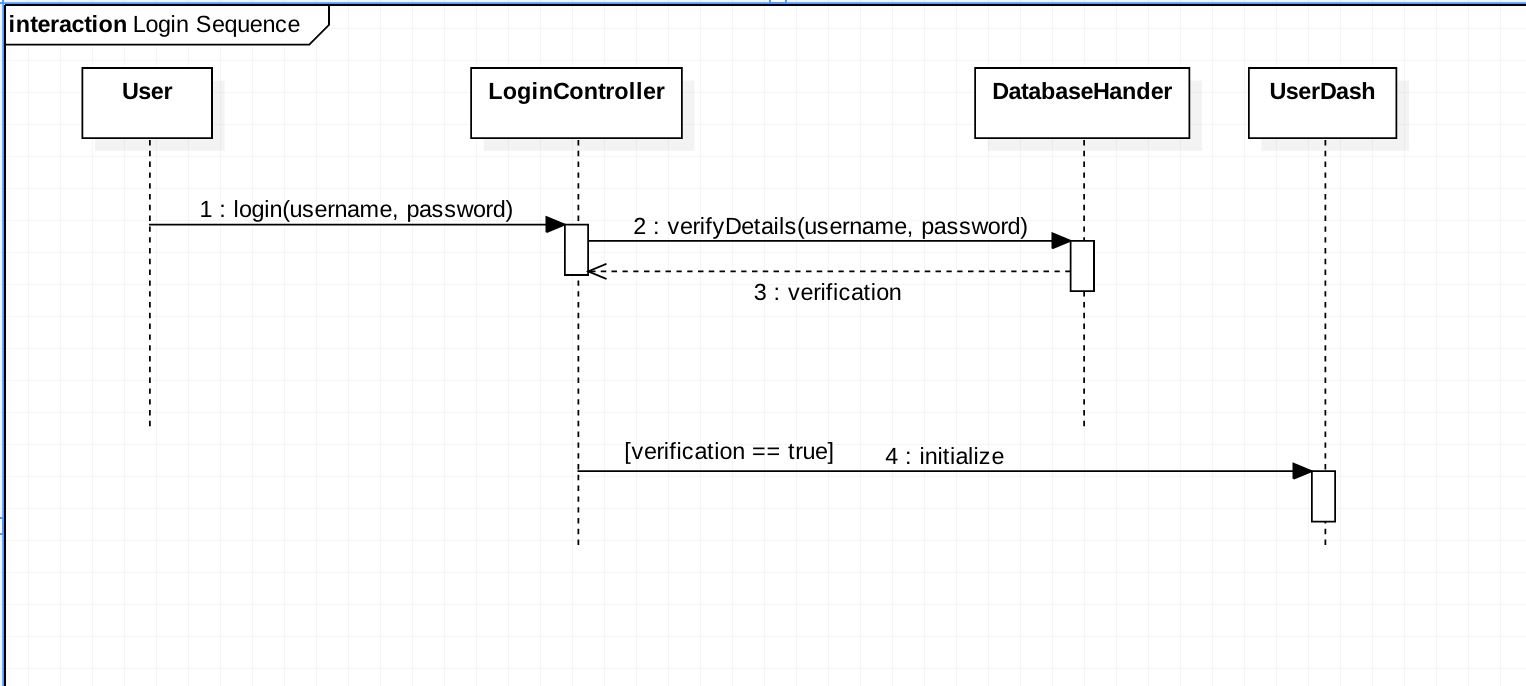 interaction Login Sequence
User
LoginController
DatabaseHander
UserDash
1 : login(username, password)
2 : verifyDetails(username, password)
3 : verification
[verification == true]
4 : initialize